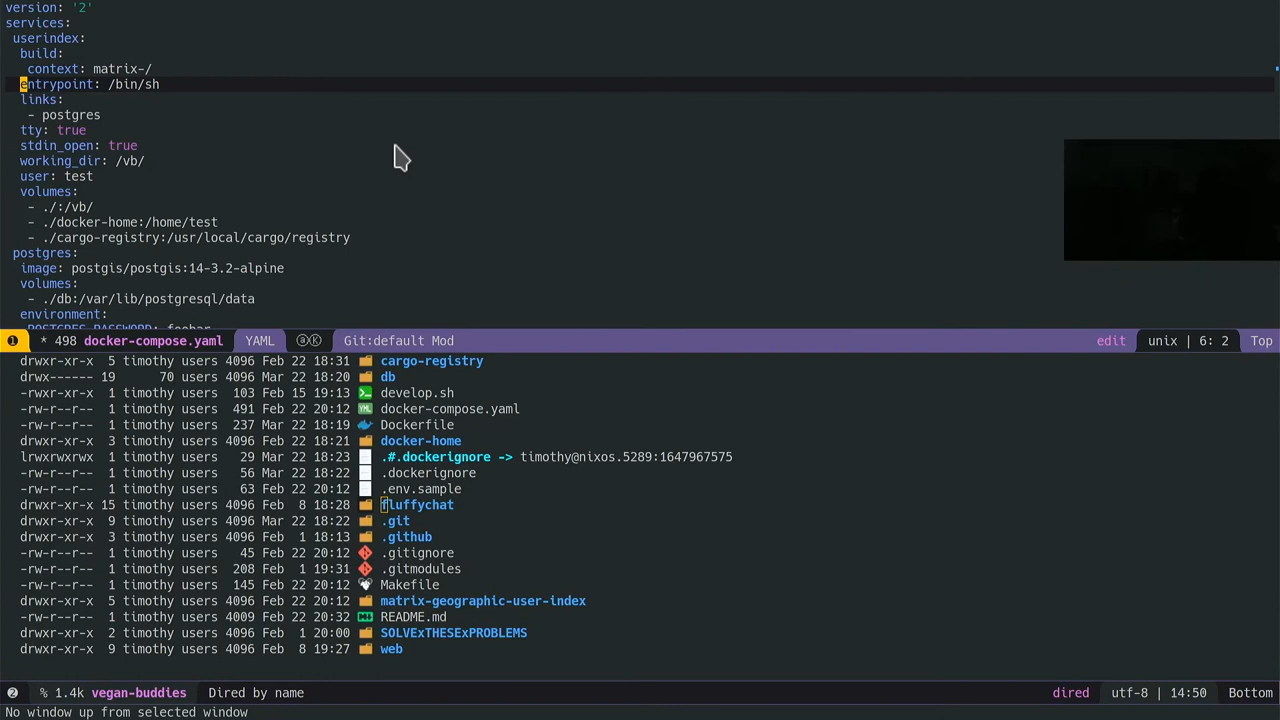 version: '2'
services:
 userindex:
  build:
   context: matrix-/
  entrypoint: /bin/sh
  links:
   - postgres
  tty: true
  stdin_open: true
  working_dir: /vb/
  user: test
  volumes:
   - ./:/vb/
   - ./docker-home:/home/test
   - ./cargo-registry:/usr/local/cargo/registry
 postgres:
  image: postgis/postgis:14-3.2-alpine
  volumes:
   - ./db:/var/lib/postgresql/data
  environment:
   POSTGRES_PASSWORD: foobar
❶ * 498 docker-compose.yaml YAML ⓐⓀ Git:default Mod edit unix | 6: 2 Top
drwxr-xr-x  5 timothy users 4096 Feb 22 18:31 cargo-registry
drwx------ 19      70 users 4096 Mar 22 18:20 db
-rwxr-xr-x  1 timothy users  103 Feb 15 19:13 develop.sh
-rw-r--r--  1 timothy users  491 Feb 22 20:12 docker-compose.yaml
-rw-r--r--  1 timothy users  237 Mar 22 18:19 Dockerfile
drwxr-xr-x  3 timothy users 4096 Feb 22 18:21 docker-home
lrwxrwxrwx  1 timothy users   29 Mar 22 18:23 .#.dockerignore -> timothy@nixos.5289:1647967575
-rw-r--r--  1 timothy users   56 Mar 22 18:22 .dockerignore
-rw-r--r--  1 timothy users   63 Feb 22 20:12 .env.sample
drwxr-xr-x 15 timothy users 4096 Feb  8 18:28 fluffychat
drwxr-xr-x  9 timothy users 4096 Mar 22 18:22 .git
drwxr-xr-x  3 timothy users 4096 Feb  1 18:13 .github
-rw-r--r--  1 timothy users   45 Feb 22 20:12 .gitignore
-rw-r--r--  1 timothy users  208 Feb  1 19:31 .gitmodules
-rw-r--r--  1 timothy users  145 Feb 22 20:12 Makefile
drwxr-xr-x  5 timothy users 4096 Feb 22 20:12 matrix-geographic-user-index
-rw-r--r--  1 timothy users 4009 Feb 22 20:32 README.md
drwxr-xr-x  2 timothy users 4096 Feb  1 20:00 SOLVExTHESExPROBLEMS
drwxr-xr-x  9 timothy users 4096 Feb  8 19:27 web
❷ % 1.4k vegan-buddies Dired by name dired utf-8 | 14:50 Bottom
No window up from selected window